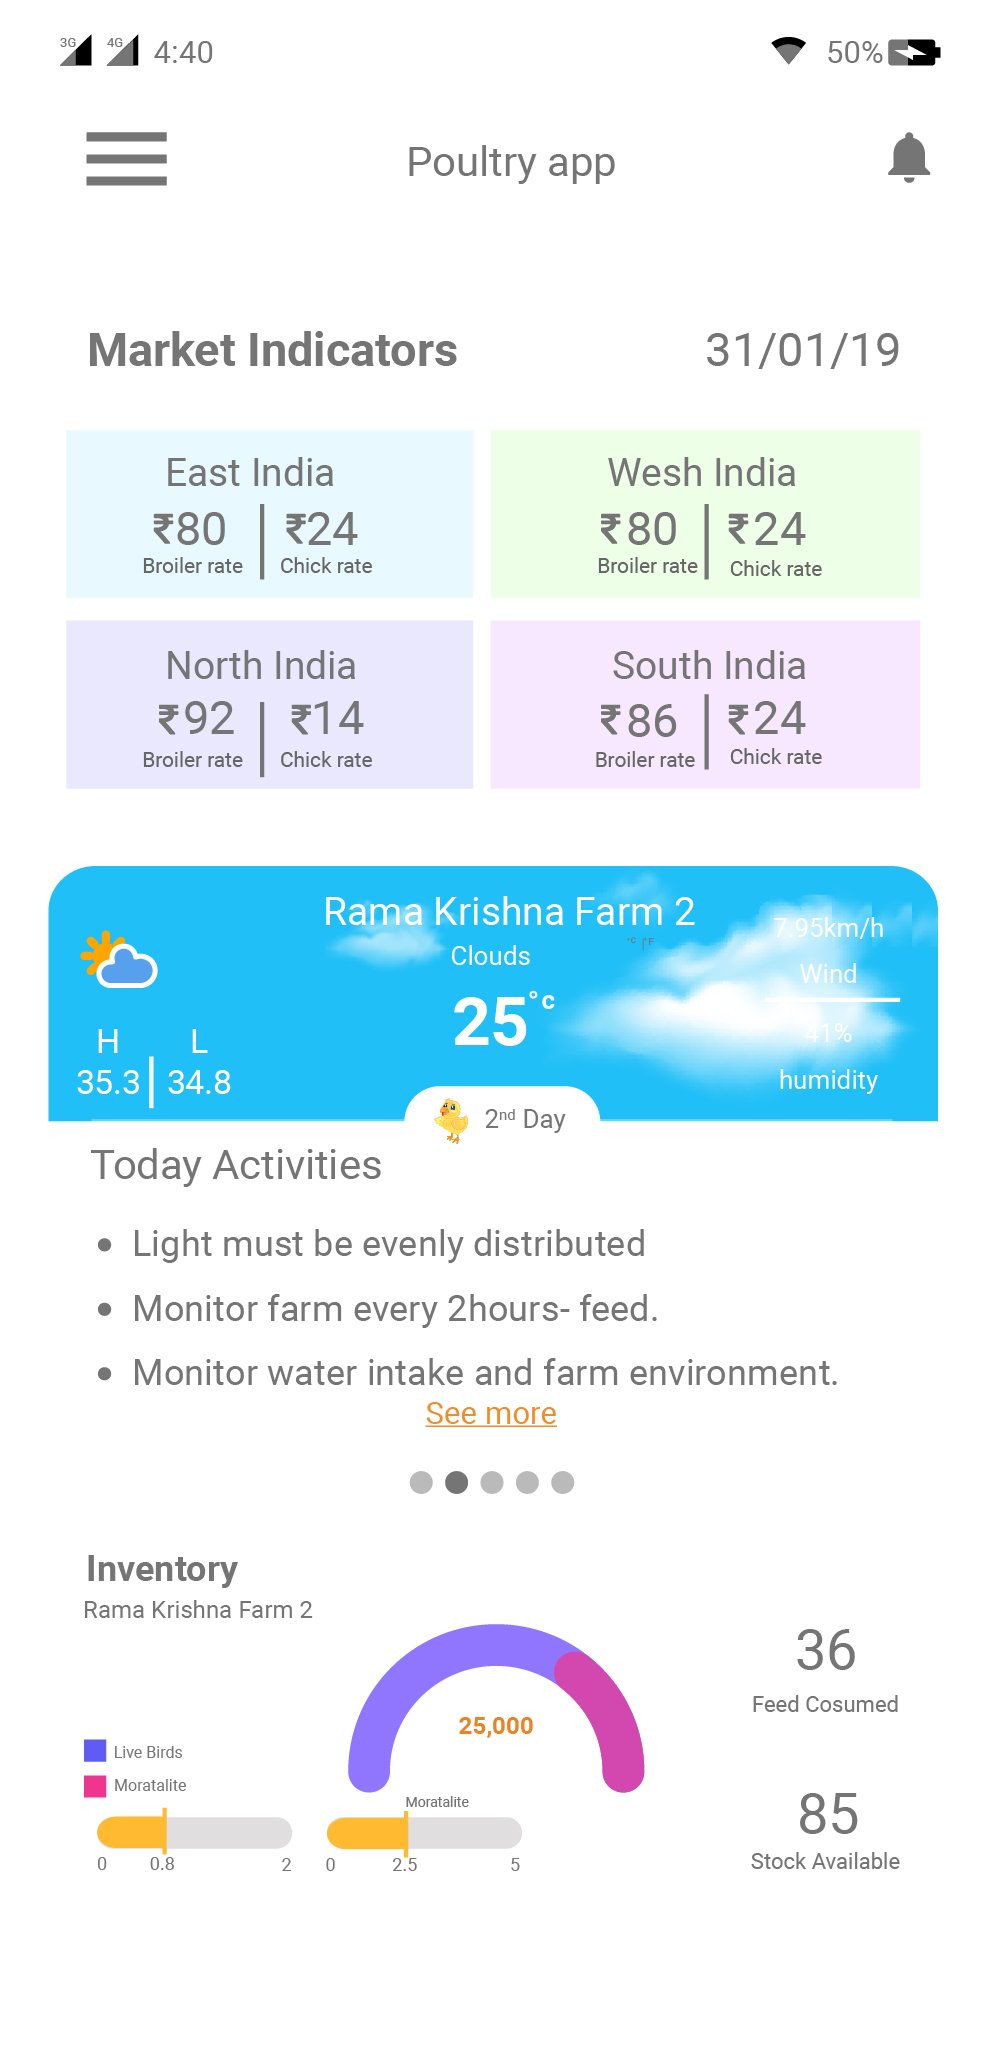 3G 4G 4:40 50%
Poultry app
Market Indicators 31/01/19
East India
₹80 ₹24
Broiler rate Chick rate
Wesh India
₹80 ₹24
Broiler rate Chick rate
North India
₹92 ₹14
Broiler rate Chick rate
South India
₹86 ₹24
Broiler rate Chick rate
Rama Krishna Farm 2
Clouds
°C | °F
25°c
H L
35.3 34.8
7.95km/h
Wind
41%
humidity
2nd Day
Today Activities
• Light must be evenly distributed
• Monitor farm every 2hours- feed.
• Monitor water intake and farm environment.
See more
Inventory
Rama Krishna Farm 2
25,000
36
Feed Cosumed
Live Birds
Moratalite
0 0.8 2
Moratalite
0 2.5 5
85
Stock Available